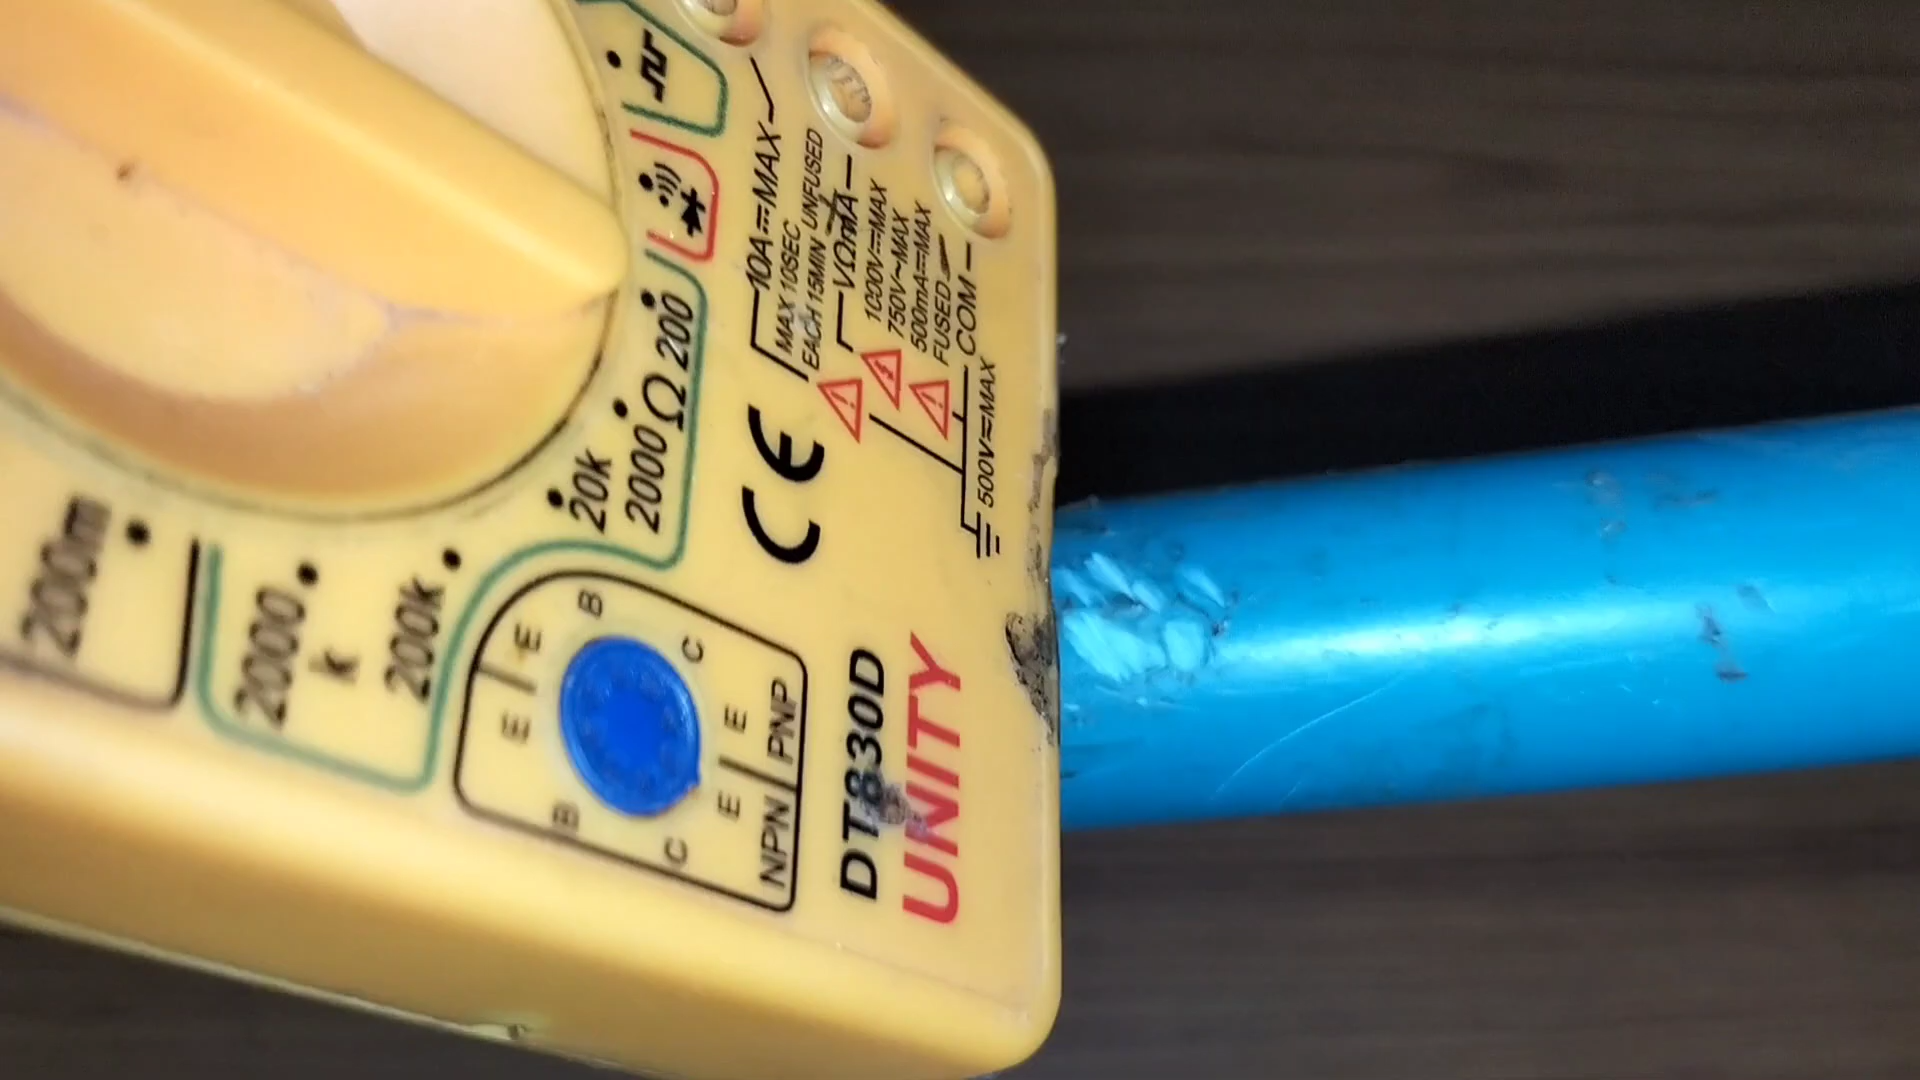 200m
2000
k
200k
20k
2000
Ω
200
10A⎓MAX
MAX 10SEC
EACH 15MIN UNFUSED
VΩmA
1000V⎓MAX
750V~MAX
500mA⎓MAX
FUSED
COM
500V⎓MAX
CE
E
B
C
E
E
B
C
E
NPN
PNP
DT830D
UNITY